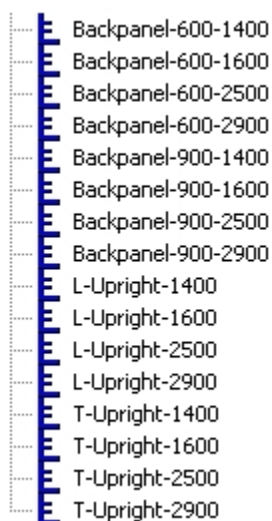 Backpanel-600-1400
Backpanel-600-1600
Backpanel-600-2500
Backpanel-600-2900
Backpanel-900-1400
Backpanel-900-1600
Backpanel-900-2500
Backpanel-900-2900
L-Upright-1400
L-Upright-1600
L-Upright-2500
L-Upright-2900
T-Upright-1400
T-Upright-1600
T-Upright-2500
T-Upright-2900